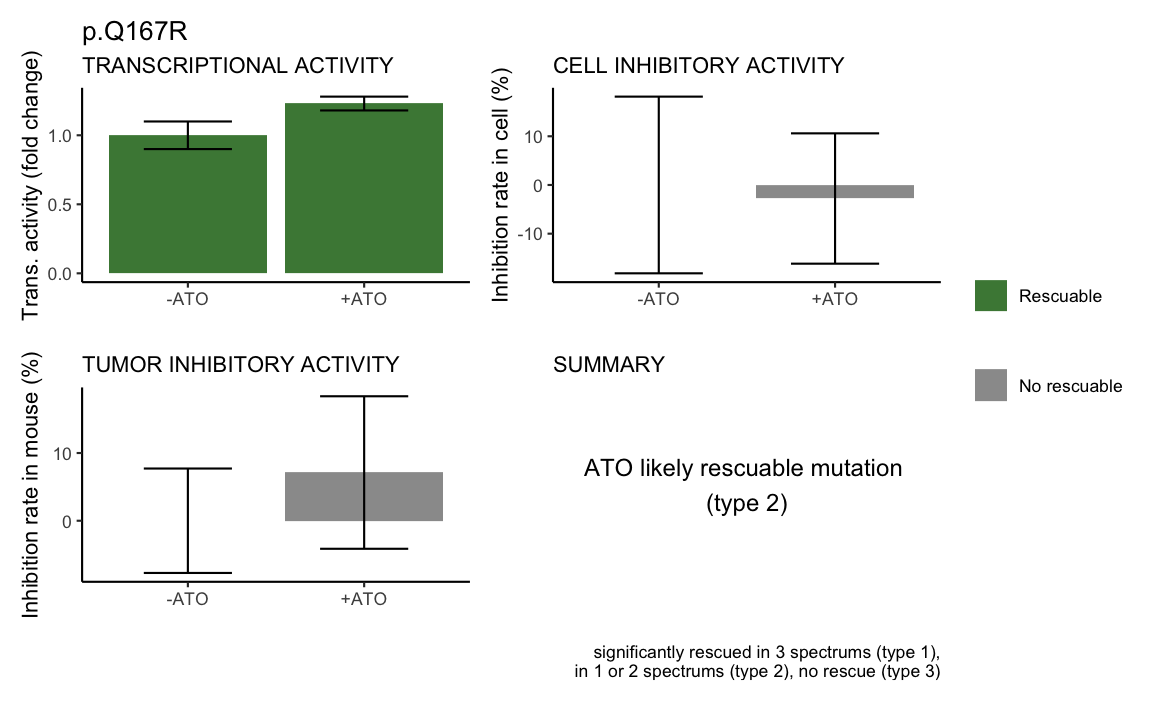 p.Q167R
TRANSCRIPTIONAL ACTIVITY
Trans. activity (fold change)
1.0
0.5
0.0
-ATO
+ATO
CELL INHIBITORY ACTIVITY
Inhibition rate in cell (%)
10
0
-10
-ATO
+ATO
Rescuable
No rescuable
TUMOR INHIBITORY ACTIVITY
Inhibition rate in mouse (%)
10
0
-ATO
+ATO
SUMMARY
ATO likely rescuable mutation
(type 2)
significantly rescued in 3 spectrums (type 1),
in 1 or 2 spectrums (type 2), no rescue (type 3)